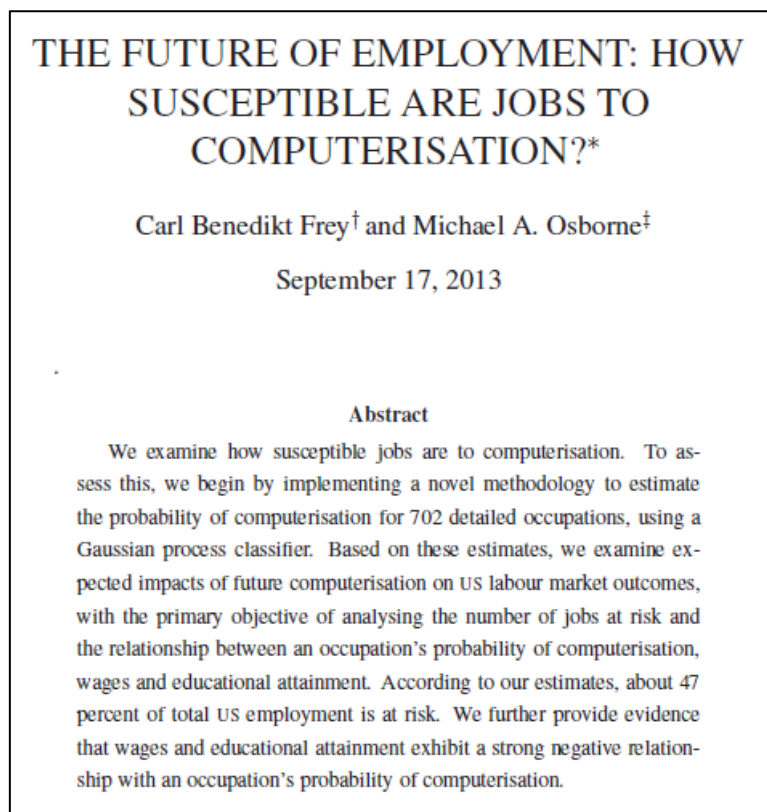 THE FUTURE OF EMPLOYMENT: HOW
SUSCEPTIBLE ARE JOBS TO
COMPUTERISATION?*
Carl Benedikt Frey† and Michael A. Osborne‡
September 17, 2013
.
Abstract
We examine how susceptible jobs are to computerisation. To as-
sess this, we begin by implementing a novel methodology to estimate
the probability of computerisation for 702 detailed occupations, using a
Gaussian process classifier. Based on these estimates, we examine ex-
pected impacts of future computerisation on US labour market outcomes,
with the primary objective of analysing the number of jobs at risk and
the relationship between an occupation's probability of computerisation,
wages and educational attainment. According to our estimates, about 47
percent of total US employment is at risk. We further provide evidence
that wages and educational attainment exhibit a strong negative relation-
ship with an occupation's probability of computerisation.